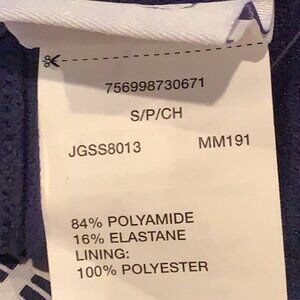 756998730671
S/P/CH
JGSS8013 MM191
84% POLYAMIDE
16% ELASTANE
LINING:
100% POLYESTER